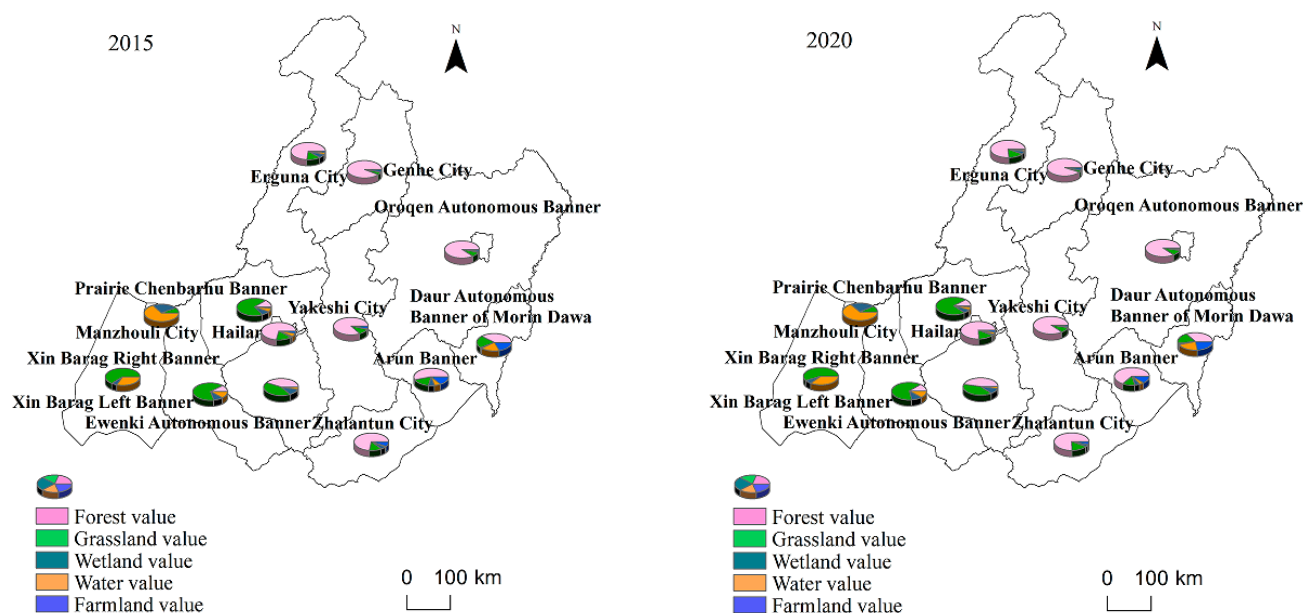 2015
N
Erguna City
Genhe City
Oroqen Autonomous Banner
Prairie Chenbarhu Banner
Manzhouli City
Hailar
Yakeshi City
Daur Autonomous
Banner of Morin Dawa
Xin Barag Right Banner
Arun Banner
Xin Barag Left Banner
Ewenki Autonomous Banner
Zhalantun City
Forest value
Grassland value
Wetland value
Water value
Farmland value
0 100 km
2020
N
Erguna City
Genhe City
Oroqen Autonomous Banner
Prairie Chenbarhu Banner
Manzhouli City
Hailar
Yakeshi City
Daur Autonomous
Banner of Morin Dawa
Xin Barag Right Banner
Arun Banner
Xin Barag Left Banner
Ewenki Autonomous Banner
Zhalantun City
Forest value
Grassland value
Wetland value
Water value
Farmland value
0 100 km